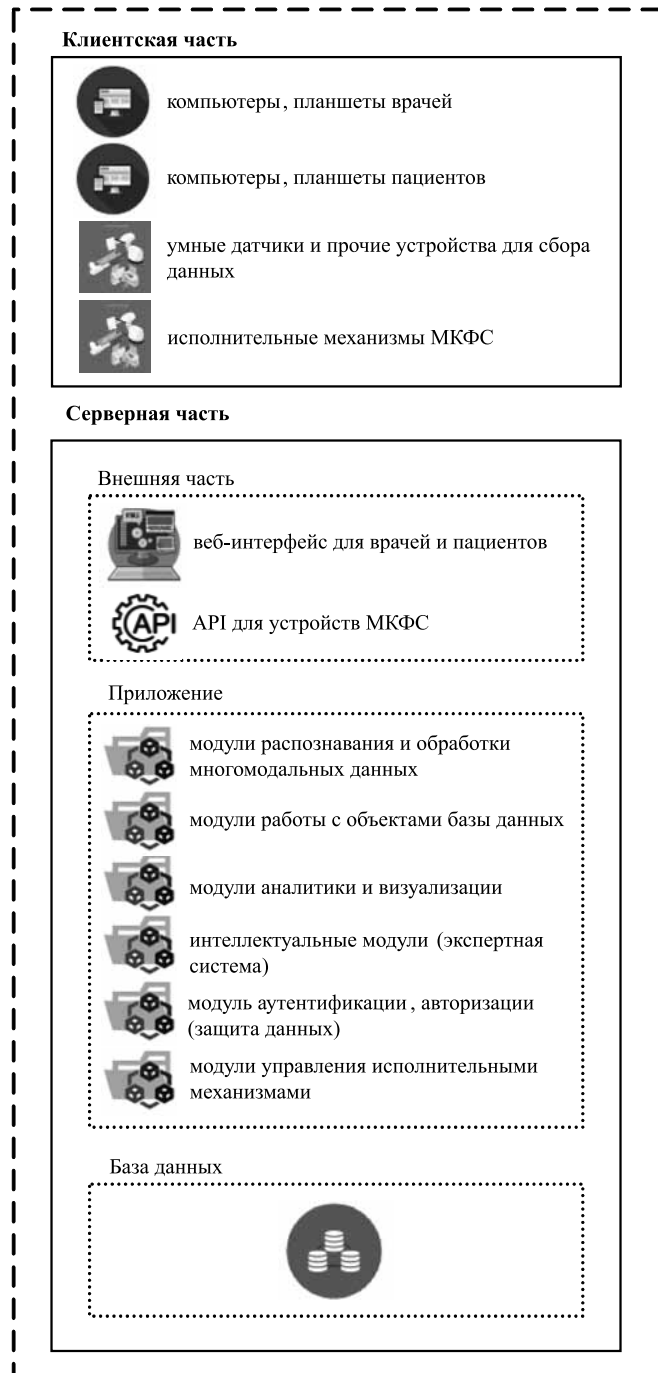 Клиентская часть
компьютеры, планшеты врачей
компьютеры, планшеты пациентов
умные датчики и прочие устройства для сбора
данных
исполнительные механизмы МКФС
Серверная часть
Внешняя часть
веб-интерфейс для врачей и пациентов
API
API для устройств МКФС
Приложение
модули распознавания и обработки
многомодальных данных
модули работы с объектами базы данных
модули аналитики и визуализации
интеллектуальные модули (экспертная
система)
модуль аутентификации, авторизации
(защита данных)
модули управления исполнительными
механизмами
База данных